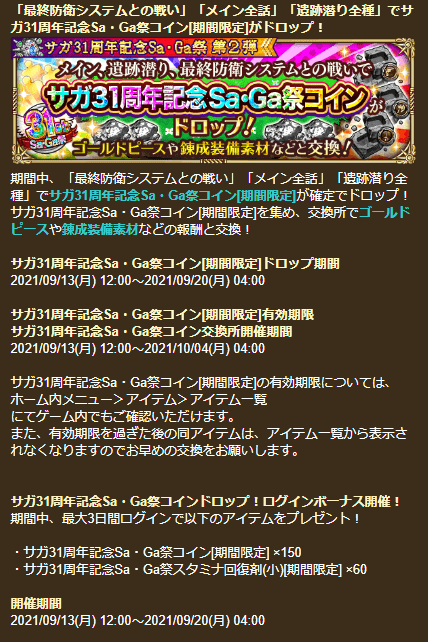 「最終防衛システムとの戦い」「メイン全話」「遺跡潜り全種」でサ
ガ31周年記念Sa・Ga祭コイン[期間限定]がドロップ！
サガ31周年記念Sa・Ga祭 第2弾!
メイン、遺跡潜り、最終防衛システムとの戦いで
サガ31周年記念Sa・Ga祭コインが
ドロップ!
31
Sa・Ga祭
ゴールドピースや錬成装備素材などと交換!
期間中、「最終防衛システムとの戦い」「メイン全話」「遺跡潜り全
種」でサガ31周年記念Sa・Ga祭コイン[期間限定]が確定でドロップ！
サガ31周年記念Sa・Ga祭コイン[期間限定]を集め、交換所でゴールド
ピースや錬成装備素材などの報酬と交換！
サガ31周年記念Sa・Ga祭コイン[期間限定]ドロップ期間
2021/09/13(月) 12:00～2021/09/20(月) 04:00
サガ31周年記念Sa・Ga祭コイン[期間限定]有効期限
サガ31周年記念Sa・Ga祭コイン交換所開催期間
2021/09/13(月) 12:00～2021/10/04(月) 04:00
サガ31周年記念Sa・Ga祭コイン[期間限定]の有効期限については、
ホーム内メニュー＞アイテム＞アイテム一覧
にてゲーム内でもご確認いただけます。
また、有効期限を過ぎた後の同アイテムは、アイテム一覧から表示さ
れなくなりますのでお早めの交換をお願いします。
サガ31周年記念Sa・Ga祭コインドロップ！ログインボーナス開催！
期間中、最大3日間ログインで以下のアイテムをプレゼント！
・サガ31周年記念Sa・Ga祭コイン[期間限定] ×150
・サガ31周年記念Sa・Ga祭スタミナ回復剤(小)[期間限定] ×60
開催期間
2021/09/13(月) 12:00～2021/09/20(月) 04:00